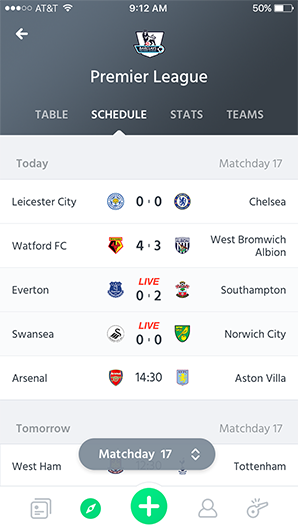 AT&T 9:12 AM 50%
BARCLAYS
Premier League
TABLE SCHEDULE STATS TEAMS
Today Matchday 17
Leicester City 0 : 0 Chelsea
Watford FC 4 : 3 West Bromwich
Albion
LIVE
Everton 0 : 2 Southampton
LIVE
Swansea 0 : 0 Norwich City
Arsenal 14:30 Aston Villa
Tomorrow Matchday 17
Matchday 17
West Ham Tottenham